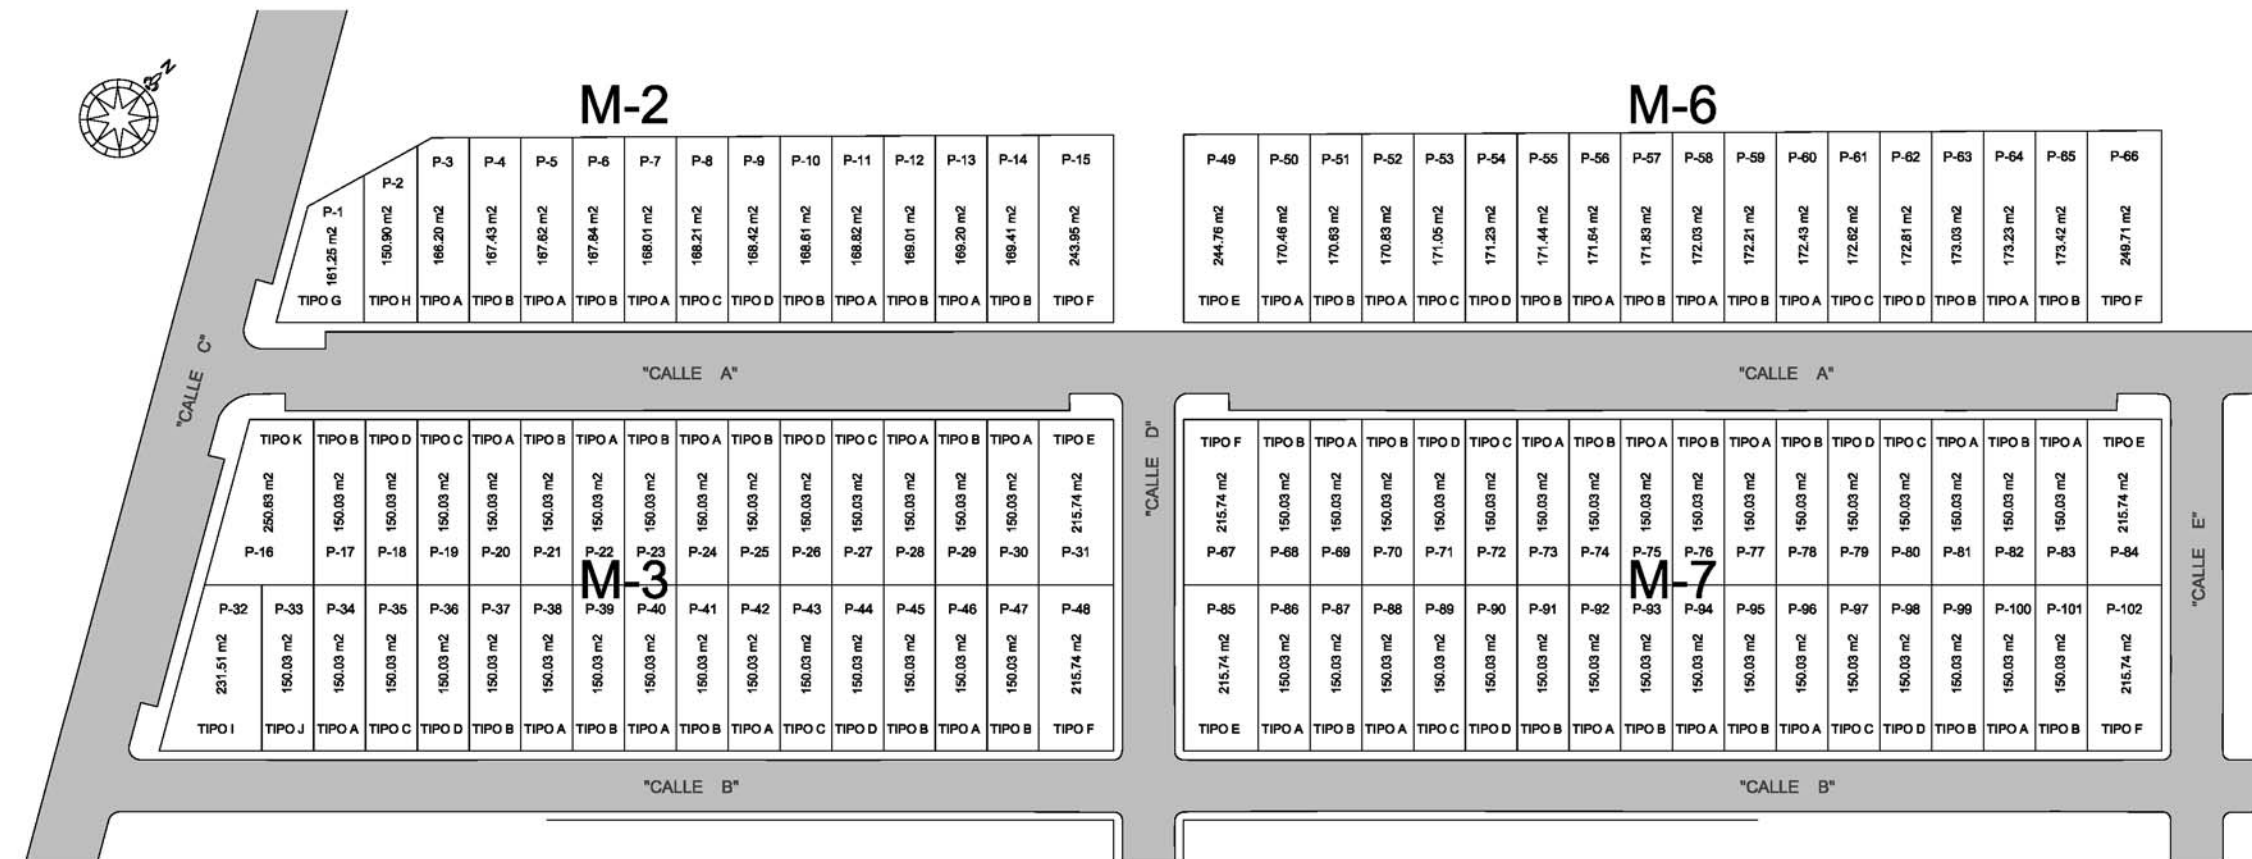 N
M-2
M-6
P-1 P-2 P-3 P-4 P-5 P-6 P-7 P-8 P-9 P-10 P-11 P-12 P-13 P-14 P-15
161.25 m2 150.90 m2 166.20 m2 167.43 m2 167.62 m2 167.84 m2 168.01 m2 168.21 m2 168.42 m2 168.61 m2 168.82 m2 169.01 m2 169.20 m2 169.41 m2 243.95 m2
TIPO G TIPO H TIPO A TIPO B TIPO A TIPO B TIPO A TIPO C TIPO D TIPO B TIPO A TIPO B TIPO A TIPO B TIPO F
P-49 P-50 P-51 P-52 P-53 P-54 P-55 P-56 P-57 P-58 P-59 P-60 P-61 P-62 P-63 P-64 P-65 P-66
244.76 m2 170.46 m2 170.63 m2 170.83 m2 171.05 m2 171.23 m2 171.44 m2 171.64 m2 171.83 m2 172.03 m2 172.21 m2 172.43 m2 172.62 m2 172.81 m2 173.03 m2 173.23 m2 173.42 m2 249.71 m2
TIPO E TIPO A TIPO B TIPO A TIPO C TIPO D TIPO B TIPO A TIPO B TIPO A TIPO B TIPO A TIPO C TIPO D TIPO B TIPO A TIPO B TIPO F
"CALLE C"
"CALLE A"
"CALLE A"
TIPO K TIPO B TIPO D TIPO C TIPO A TIPO B TIPO A TIPO B TIPO A TIPO B TIPO D TIPO C TIPO A TIPO B TIPO A TIPO E
250.83 m2 150.03 m2 150.03 m2 150.03 m2 150.03 m2 150.03 m2 150.03 m2 150.03 m2 150.03 m2 150.03 m2 150.03 m2 150.03 m2 150.03 m2 150.03 m2 150.03 m2 215.74 m2
P-16 P-17 P-18 P-19 P-20 P-21 P-22 P-23 P-24 P-25 P-26 P-27 P-28 P-29 P-30 P-31
M-3
P-32 P-33 P-34 P-35 P-36 P-37 P-38 P-39 P-40 P-41 P-42 P-43 P-44 P-45 P-46 P-47 P-48
231.51 m2 150.03 m2 150.03 m2 150.03 m2 150.03 m2 150.03 m2 150.03 m2 150.03 m2 150.03 m2 150.03 m2 150.03 m2 150.03 m2 150.03 m2 150.03 m2 150.03 m2 150.03 m2 215.74 m2
TIPO I TIPO J TIPO A TIPO C TIPO D TIPO B TIPO A TIPO B TIPO A TIPO B TIPO A TIPO C TIPO D TIPO B TIPO A TIPO B TIPO F
"CALLE D"
TIPO F TIPO B TIPO A TIPO B TIPO D TIPO C TIPO A TIPO B TIPO A TIPO B TIPO A TIPO B TIPO D TIPO C TIPO A TIPO B TIPO A TIPO E
215.74 m2 150.03 m2 150.03 m2 150.03 m2 150.03 m2 150.03 m2 150.03 m2 150.03 m2 150.03 m2 150.03 m2 150.03 m2 150.03 m2 150.03 m2 150.03 m2 150.03 m2 150.03 m2 150.03 m2 215.74 m2
P-67 P-68 P-69 P-70 P-71 P-72 P-73 P-74 P-75 P-76 P-77 P-78 P-79 P-80 P-81 P-82 P-83 P-84
M-7
P-85 P-86 P-87 P-88 P-89 P-90 P-91 P-92 P-93 P-94 P-95 P-96 P-97 P-98 P-99 P-100 P-101 P-102
215.74 m2 150.03 m2 150.03 m2 150.03 m2 150.03 m2 150.03 m2 150.03 m2 150.03 m2 150.03 m2 150.03 m2 150.03 m2 150.03 m2 150.03 m2 150.03 m2 150.03 m2 150.03 m2 150.03 m2 215.74 m2
TIPO E TIPO A TIPO B TIPO A TIPO C TIPO D TIPO B TIPO A TIPO B TIPO A TIPO B TIPO A TIPO C TIPO D TIPO B TIPO A TIPO B TIPO F
"CALLE E"
"CALLE B"
"CALLE B"